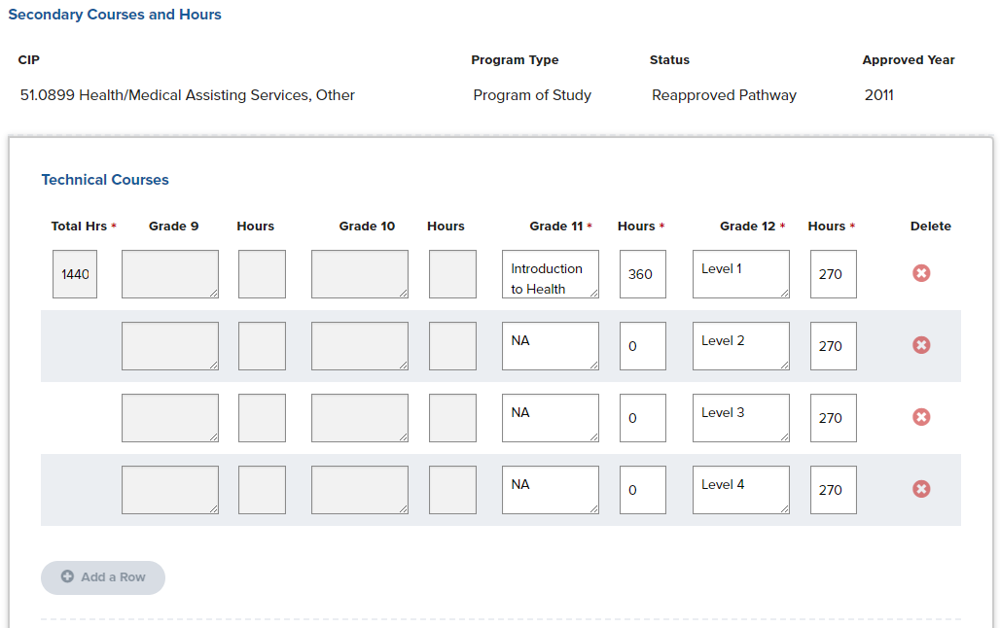 Secondary Courses and Hours
CIP Program Type Status Approved Year
51.0899 Health/Medical Assisting Services, Other Program of Study Reapproved Pathway 2011
Technical Courses
Total Hrs * Grade 9 Hours Grade 10 Hours Grade 11 * Hours * Grade 12 * Hours * Delete
1440 Introduction to Health 360 Level 1 270
NA 0 Level 2 270
NA 0 Level 3 270
NA 0 Level 4 270
Add a Row